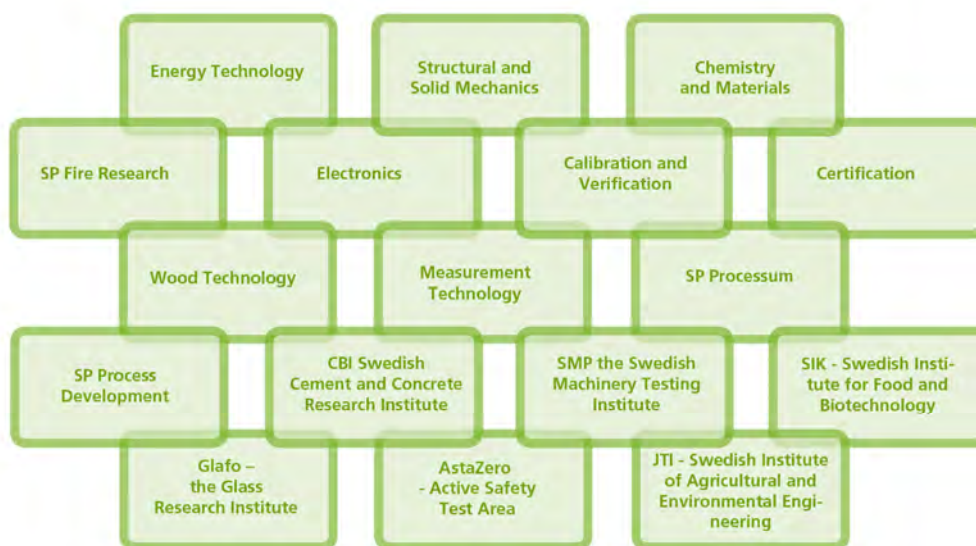 Energy Technology
Structural and
Solid Mechanics
Chemistry
and Materials
SP Fire Research
Electronics
Calibration and
Verification
Certification
Wood Technology
Measurement
Technology
SP Processum
SP Process
Development
CBI Swedish
Cement and Concrete
Research Institute
SMP the Swedish
Machinery Testing
Institute
SIK - Swedish Insti-
tute for Food and
Biotechnology
Glafo –
the Glass
Research Institute
AstaZero
- Active Safety
Test Area
JTI - Swedish Institute
of Agricultural and
Environmental Engi-
neering